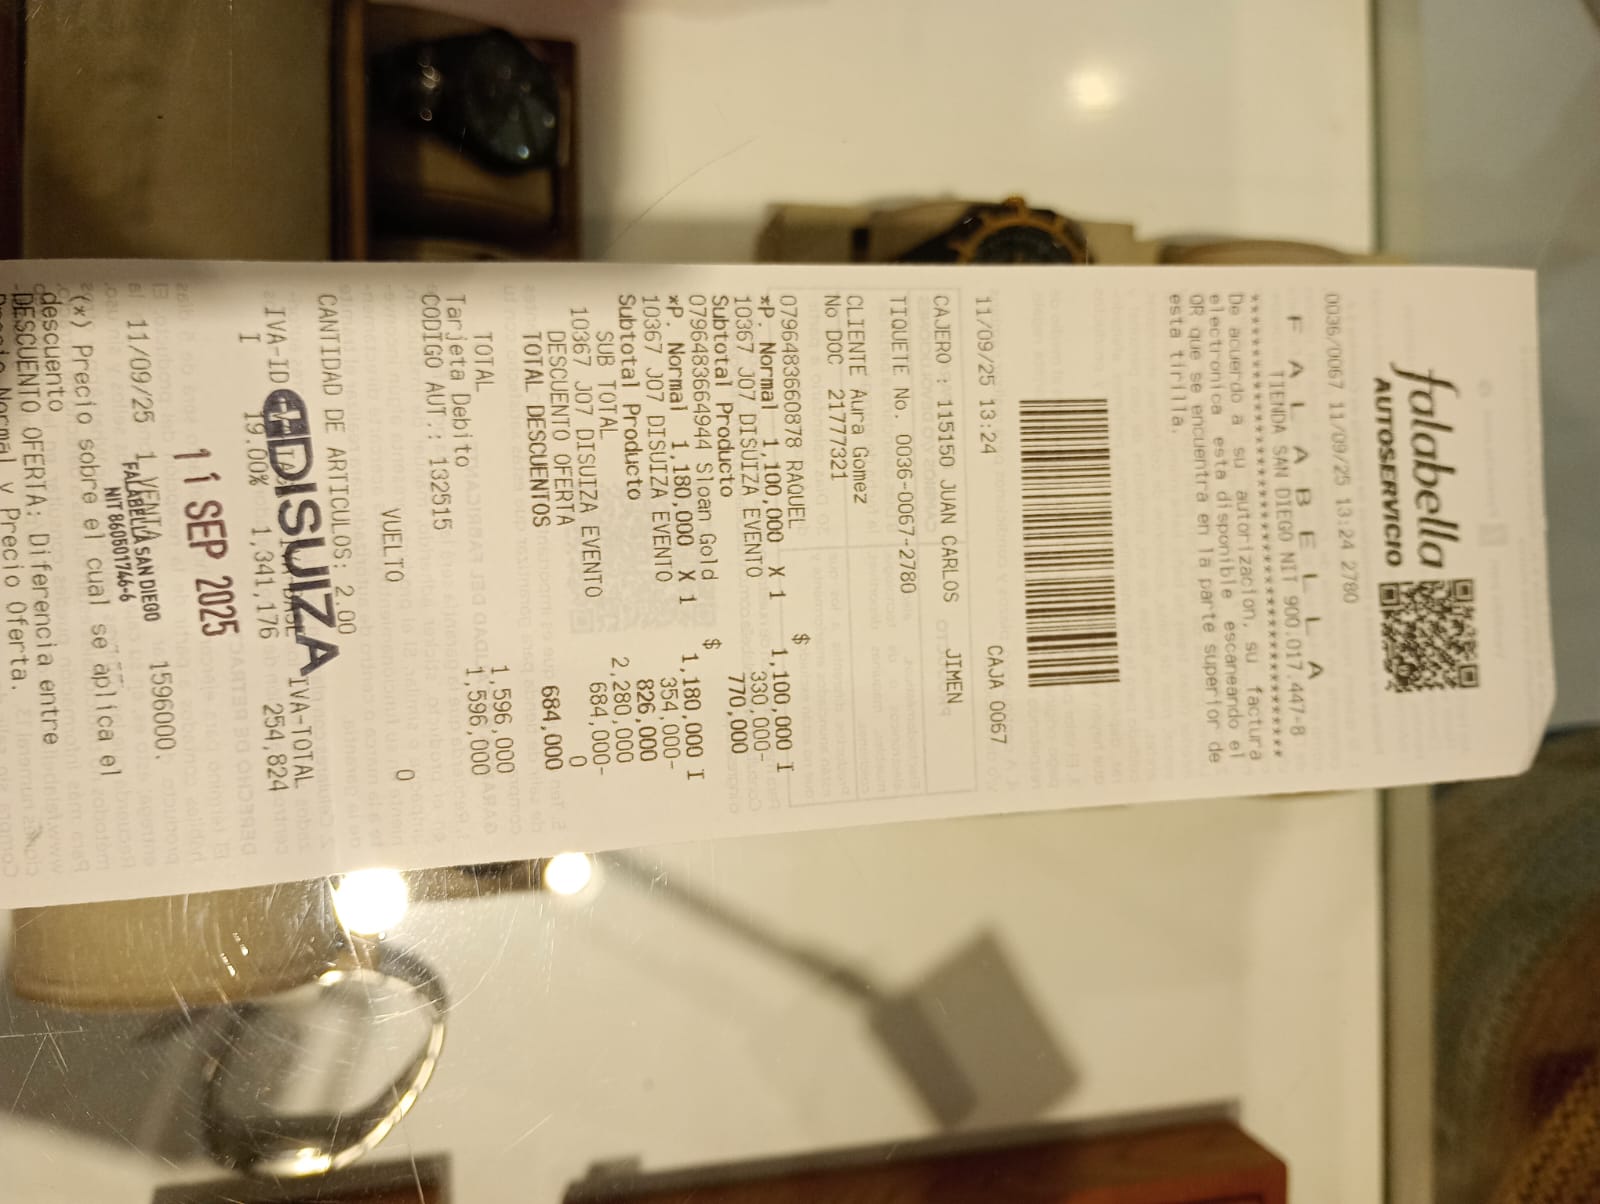 falabella
AUTOSERVICIO
0036/0067 11/09/25 13:24 2780
F A L A B E L L A
TIENDA SAN DIEGO NIT 900.017.447-8
****************************************
De acuerdo a su autorizacion, su factura
electronica esta disponible escaneando el
QR que se encuentra en la parte superior de
esta tirilla.
11/09/25 13:24 CAJA 0067
CAJERO : 115150 JUAN CARLOS JIMEN
TIQUETE No. 0036-0067-2780
CLIENTE Aura Gomez
No DOC 21777321
$
0796483660878 RAQUEL 1,100,000 I
*P. Normal 1,100,000 X 1
10367 J07 DISUIZA EVENTO 330,000-
Subtotal Producto 770,000
$
0796483664944 Sloan Gold 1,180,000 I
*P. Normal 1,180,000 X 1
10367 J07 DISUIZA EVENTO 354,000-
Subtotal Producto 826,000
SUB TOTAL 2,280,000
10367 J07 DISUIZA EVENTO 684,000-
DESCUENTO OFERTA 0
TOTAL DESCUENTOS 684,000
TOTAL 1,596,000
Tarjeta Debito 1,596,000
CODIGO AUT.: 132515
VUELTO 0
CANTIDAD DE ARTICULOS: 2.00
DISUIZA
IVA-ID IVA-TOTAL
I 19.00% 1,341,176 254,824
11 SEP 2025
11/09/25 1 VENTA 1596000.
FALABELLA SAN DIEGO
NIT 860501746-6
(*) Precio sobre el cual se aplica el
descuento
DESCUENTO OFERTA: Diferencia entre
Precio Normal y Precio Oferta.